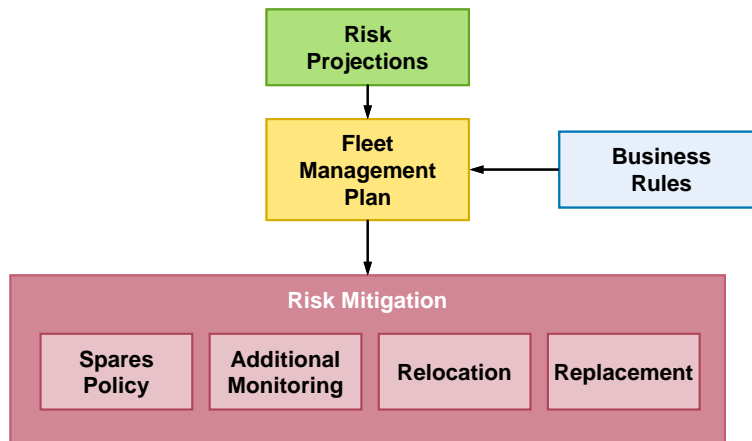 Risk
Projections
Fleet
Management
Plan
Business
Rules
Risk Mitigation
Spares
Policy
Additional
Monitoring
Relocation
Replacement